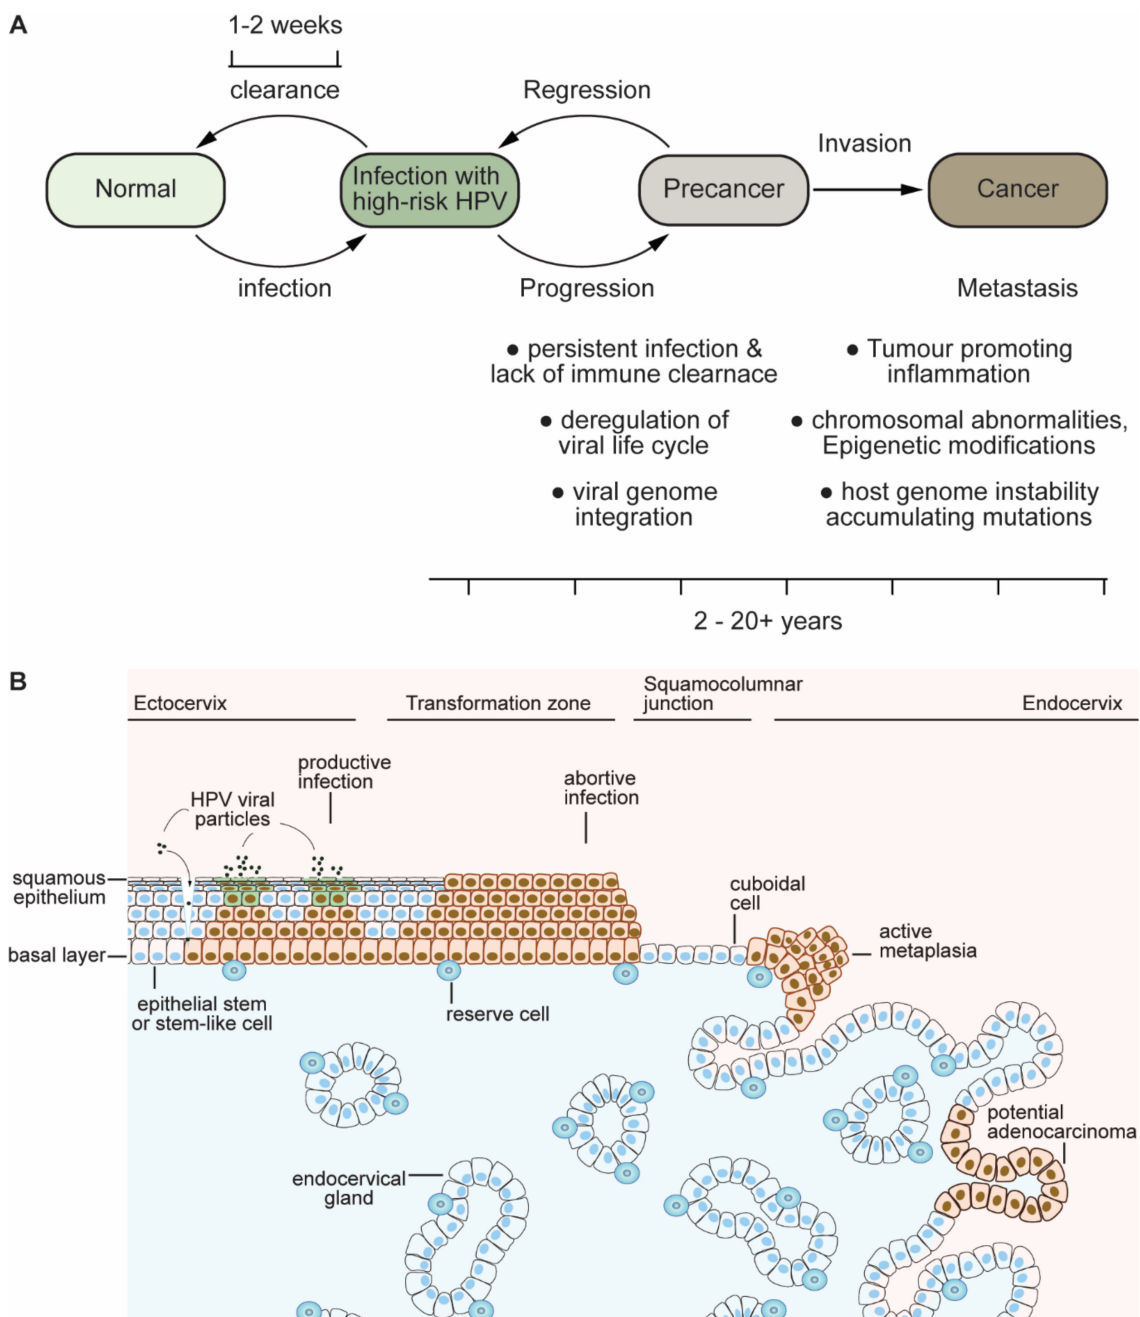 A
1-2 weeks
clearance
Regression
Invasion
Normal
Infection with
high-risk HPV
Precancer
Cancer
infection
Progression
Metastasis
● persistent infection &
lack of immune clearnace
● deregulation of
viral life cycle
● viral genome
integration
● Tumour promoting
inflammation
● chromosomal abnormalities,
Epigenetic modifications
● host genome instability
accumulating mutations
2 - 20+ years
B
Ectocervix
Transformation zone
Squamocolumnar
junction
Endocervix
productive
infection
HPV viral
particles
abortive
infection
squamous
epithelium
basal layer
cuboidal
cell
active
metaplasia
epithelial stem
or stem-like cell
reserve cell
potential
adenocarcinoma
endocervical
gland